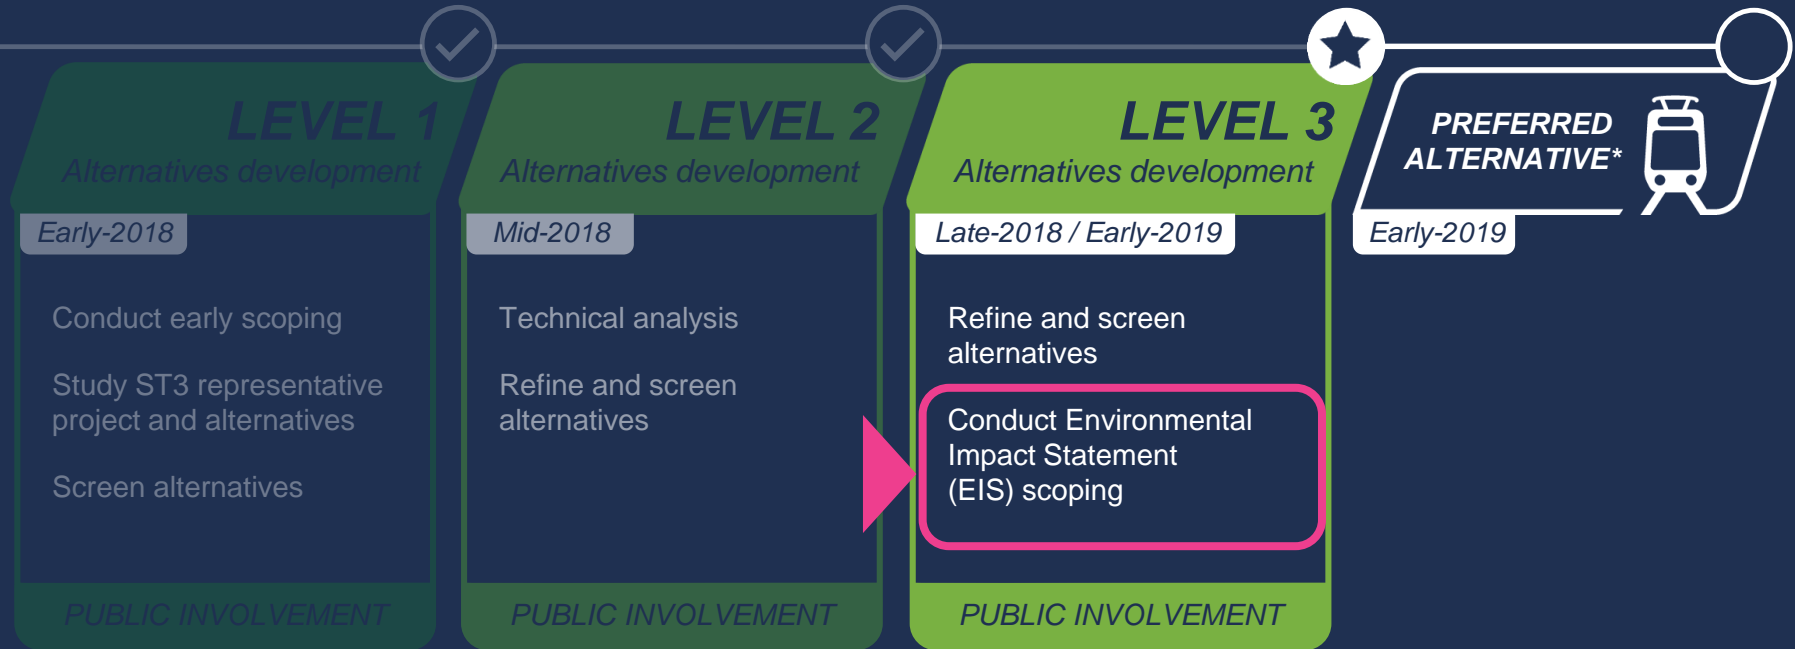 LEVEL 1
Alternatives development
Early-2018
Conduct early scoping
Study ST3 representative
project and alternatives
Screen alternatives
PUBLIC INVOLVEMENT
LEVEL 2
Alternatives development
Mid-2018
Technical analysis
Refine and screen
alternatives
PUBLIC INVOLVEMENT
LEVEL 3
Alternatives development
Late-2018 / Early-2019
Refine and screen
alternatives
Conduct Environmental
Impact Statement
(EIS) scoping
PUBLIC INVOLVEMENT
PREFERRED
ALTERNATIVE*
Early-2019